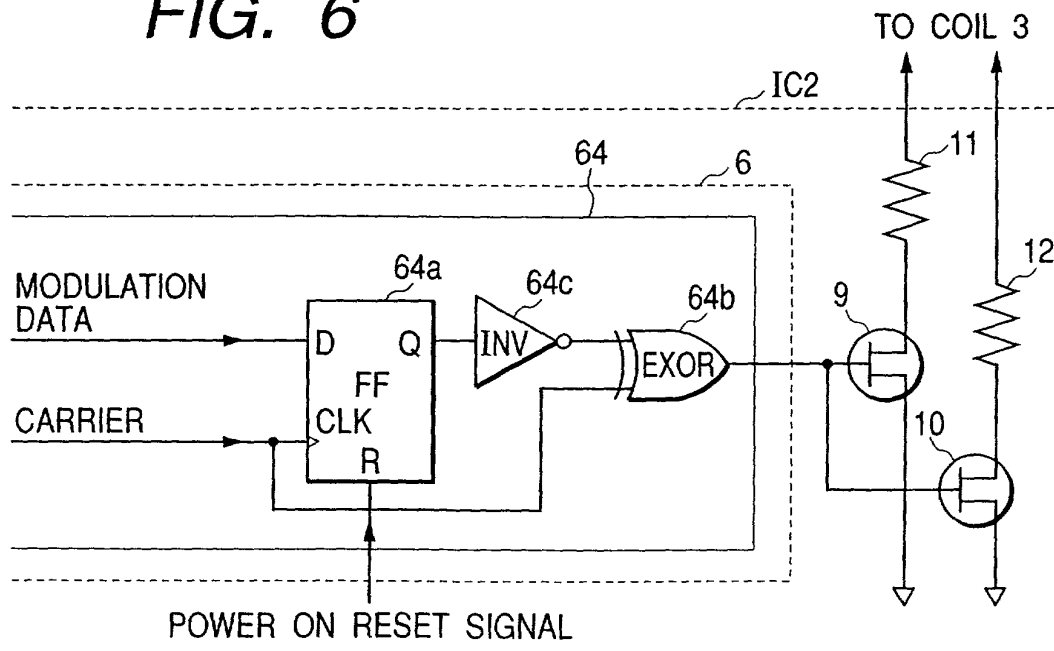 FIG. 6
TO COIL 3
IC2
11
64
6
12
MODULATION
DATA
64a
64c
64b
9
D
Q
INV
EXOR
FF
CARRIER
CLK
10
R
POWER ON RESET SIGNAL